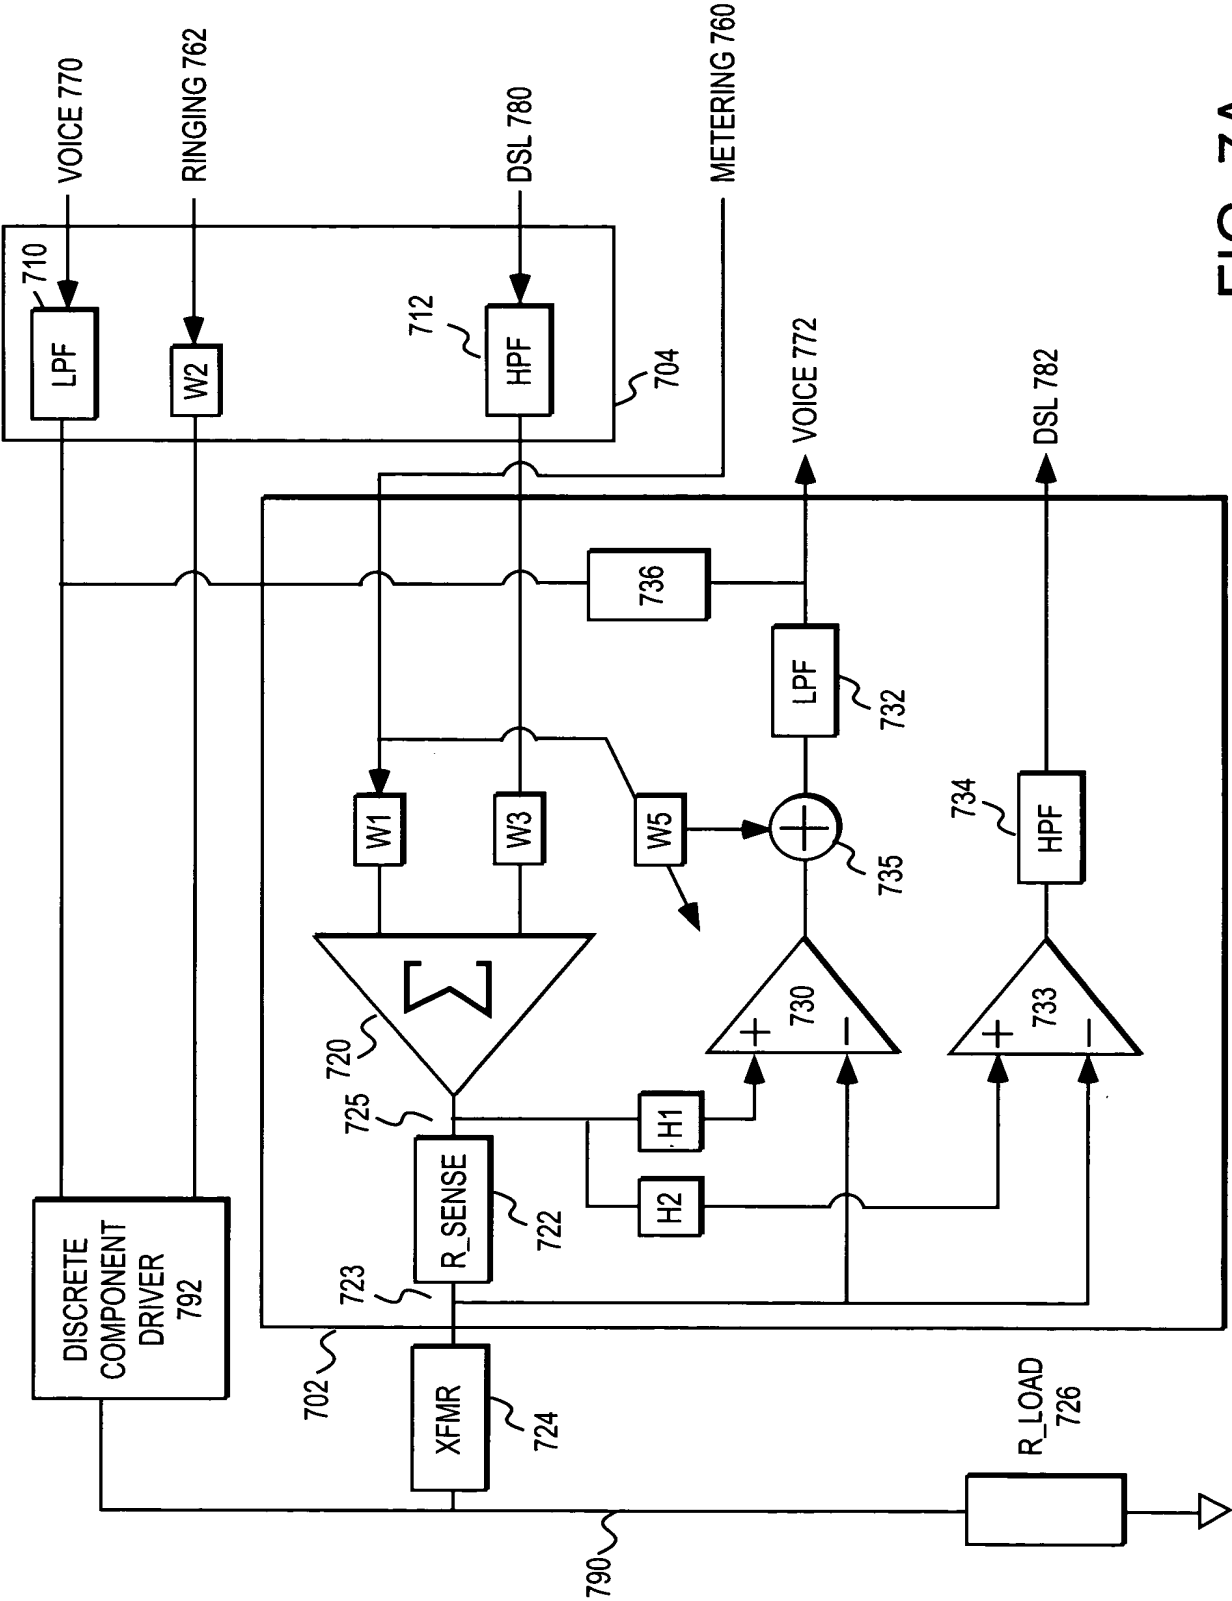 DISCRETE
COMPONENT
DRIVER
792
LPF
710
VOICE 770
W2
RINGING 762
702
720
725
723
W1
XFMR
R_SENSE
Σ
712
HPF
DSL 780
724
722
W3
790
H2
H1
W5
736
704
METERING 760
+
730
−
+
735
LPF
732
VOICE 772
R_LOAD
726
+
733
−
734
HPF
DSL 782
FIG. 7A